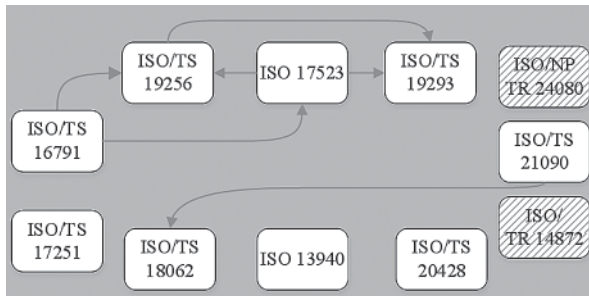 ISO/TS
19256
ISO 17523
ISO/TS
19293
ISO/NP
TR 24080
ISO/TS
16791
ISO/TS
21090
ISO/TS
17251
ISO/TS
18062
ISO 13940
ISO/TS
20428
ISO/
TR 14872